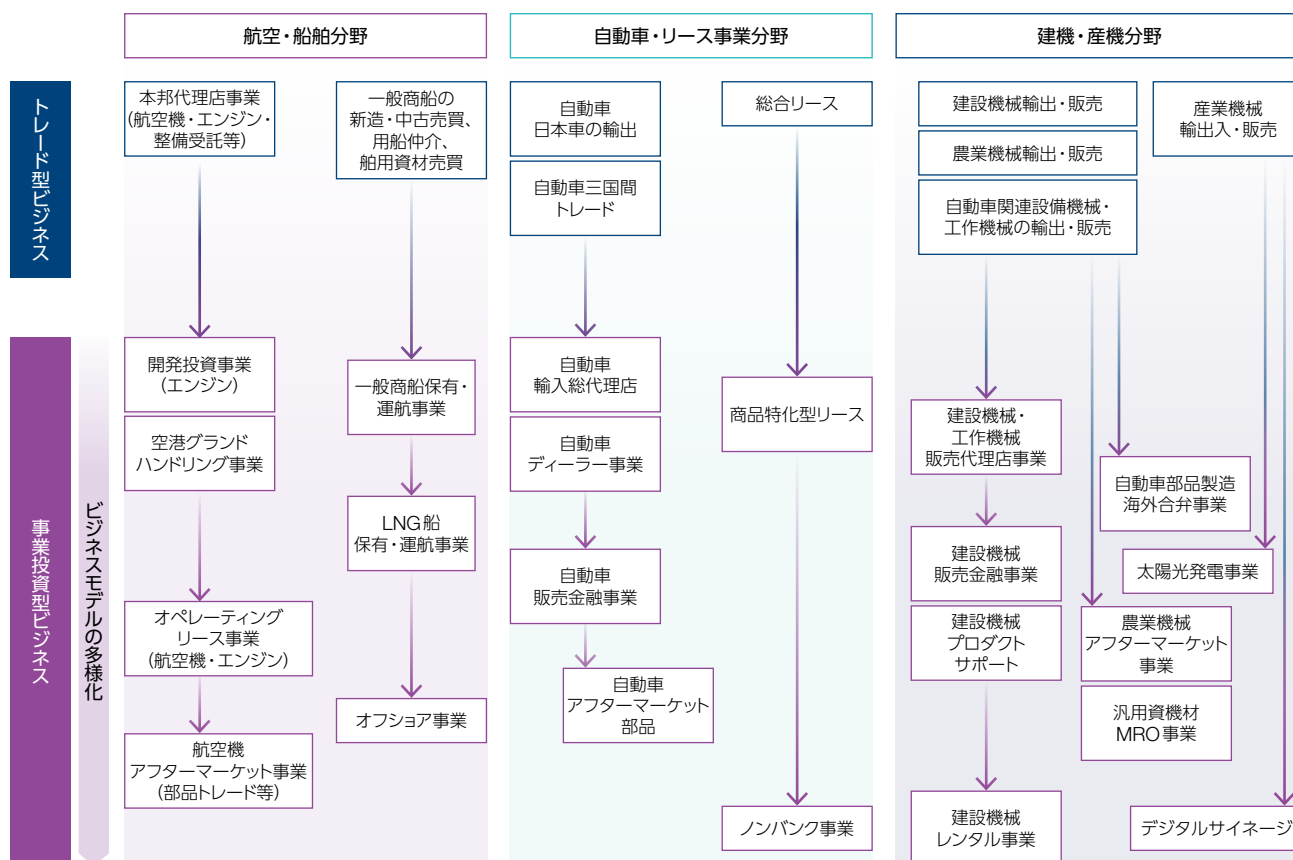 航空・船舶分野
自動車・リース事業分野
建機・産機分野
トレード型ビジネス
事業投資型ビジネス
ビジネスモデルの多様化
本邦代理店事業
(航空機・エンジン・
整備受託等)
開発投資事業
(エンジン)
空港グランド
ハンドリング事業
オペレーティング
リース事業
(航空機・エンジン)
航空機
アフターマーケット事業
(部品トレード等)
一般商船の
新造・中古売買、
用船仲介、
舶用資材売買
一般商船保有・
運航事業
LNG船
保有・運航事業
オフショア事業
自動車
日本車の輸出
自動車三国間
トレード
自動車
輸入総代理店
自動車
ディーラー事業
自動車
販売金融事業
自動車
アフターマーケット
部品
総合リース
商品特化型リース
ノンバンク事業
建設機械輸出・販売
農業機械輸出・販売
自動車関連設備機械・
工作機械の輸出・販売
建設機械・
工作機械
販売代理店事業
建設機械
販売金融事業
建設機械
プロダクト
サポート
建設機械
レンタル事業
産業機械
輸出入・販売
自動車部品製造
海外合弁事業
太陽光発電事業
農業機械
アフターマーケット
事業
汎用資機材
MRO事業
デジタルサイネージ